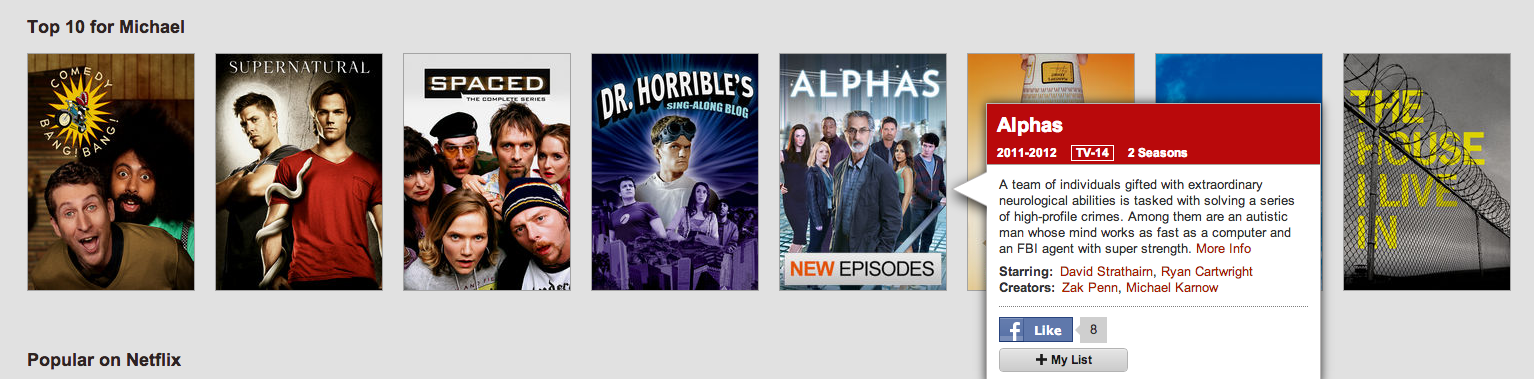 Top 10 for Michael
COMEDY
BANG! BANG!
SUPERNATURAL
SPACED
THE COMPLETE SERIES
DR. HORRIBLE'S
SING-ALONG BLOG
ALPHAS
NEW EPISODES
Alphas
2011-2012 TV-14 2 Seasons
A team of individuals gifted with extraordinary
neurological abilities is tasked with solving a series
of high-profile crimes. Among them are an autistic
man whose mind works as fast as a computer and
an FBI agent with super strength. More Info
Starring: David Strathairn, Ryan Cartwright
Creators: Zak Penn, Michael Karnow
f Like 8
+ My List
THE
HOUSE
I LIVE
IN
Popular on Netflix